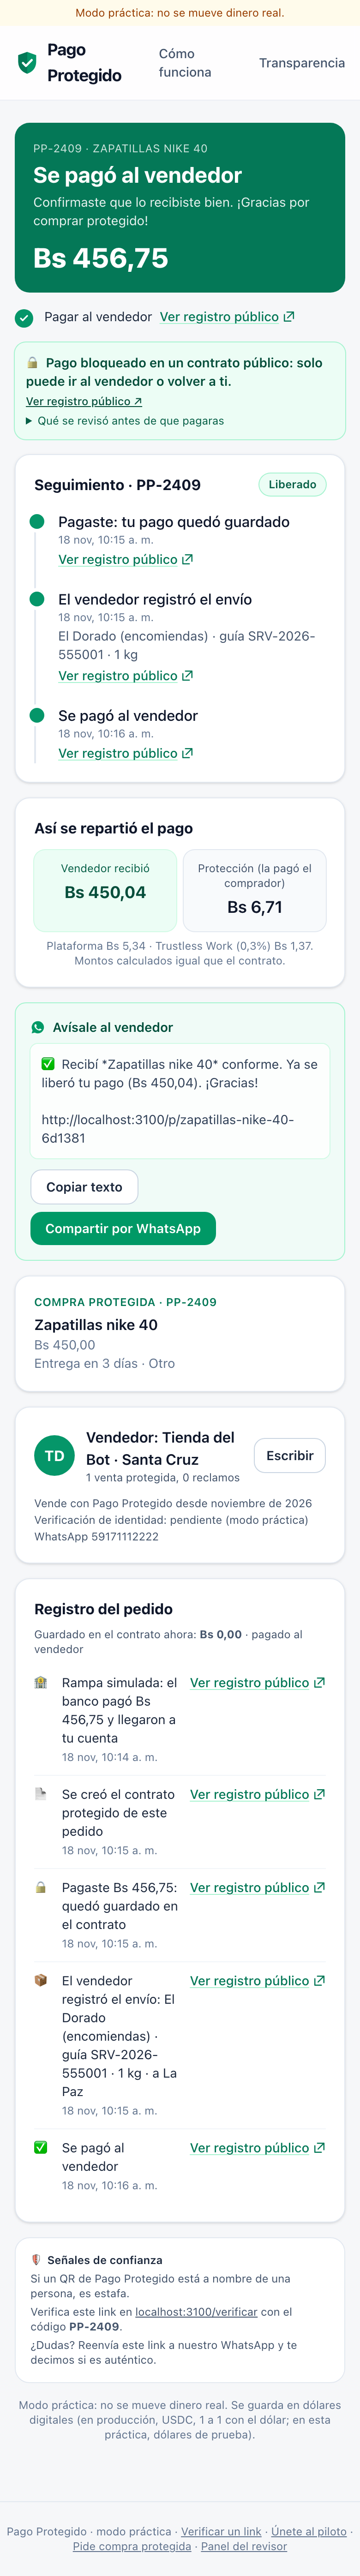 Modo práctica: no se mueve dinero real.
Pago
Protegido
Cómo
funciona
Transparencia
PP-2409 · ZAPATILLAS NIKE 40
Se pagó al vendedor
Confirmaste que lo recibiste bien. ¡Gracias por
comprar protegido!
Bs 456,75
Pagar al vendedor Ver registro público
Pago bloqueado en un contrato público: solo
puede ir al vendedor o volver a ti.
Ver registro público ↗
▶ Qué se revisó antes de que pagaras
Seguimiento · PP-2409
Liberado
Pagaste: tu pago quedó guardado
18 nov, 10:15 a. m.
Ver registro público
El vendedor registró el envío
18 nov, 10:15 a. m.
El Dorado (encomiendas) · guía SRV-2026-
555001 · 1 kg
Ver registro público
Se pagó al vendedor
18 nov, 10:16 a. m.
Ver registro público
Así se repartió el pago
Vendedor recibió
Bs 450,04
Protección (la pagó el
comprador)
Bs 6,71
Plataforma Bs 5,34 · Trustless Work (0,3%) Bs 1,37.
Montos calculados igual que el contrato.
Avísale al vendedor
✅ Recibí *Zapatillas nike 40* conforme. Ya se
liberó tu pago (Bs 450,04). ¡Gracias!
http://localhost:3100/p/zapatillas-nike-40-
6d1381
Copiar texto
Compartir por WhatsApp
COMPRA PROTEGIDA · PP-2409
Zapatillas nike 40
Bs 450,00
Entrega en 3 días · Otro
TD
Vendedor: Tienda del
Bot · Santa Cruz
1 venta protegida, 0 reclamos
Escribir
Vende con Pago Protegido desde noviembre de 2026
Verificación de identidad: pendiente (modo práctica)
WhatsApp 59171112222
Registro del pedido
Guardado en el contrato ahora: Bs 0,00 · pagado al
vendedor
Rampa simulada: el
banco pagó Bs
456,75 y llegaron a
tu cuenta
18 nov, 10:14 a. m.
Ver registro público
Se creó el contrato
protegido de este
pedido
18 nov, 10:15 a. m.
Ver registro público
Pagaste Bs 456,75:
quedó guardado en
el contrato
18 nov, 10:15 a. m.
Ver registro público
El vendedor
registró el envío: El
Dorado
(encomiendas) ·
guía SRV-2026-
555001 · 1 kg · a La
Paz
18 nov, 10:15 a. m.
Ver registro público
Se pagó al
vendedor
18 nov, 10:16 a. m.
Ver registro público
Señales de confianza
Si un QR de Pago Protegido está a nombre de una
persona, es estafa.
Verifica este link en localhost:3100/verificar con el
código PP-2409.
¿Dudas? Reenvía este link a nuestro WhatsApp y te
decimos si es auténtico.
Modo práctica: no se mueve dinero real. Se guarda en dólares
digitales (en producción, USDC, 1 a 1 con el dólar; en esta
práctica, dólares de prueba).
Pago Protegido · modo práctica · Verificar un link · Únete al piloto ·
Pide compra protegida · Panel del revisor